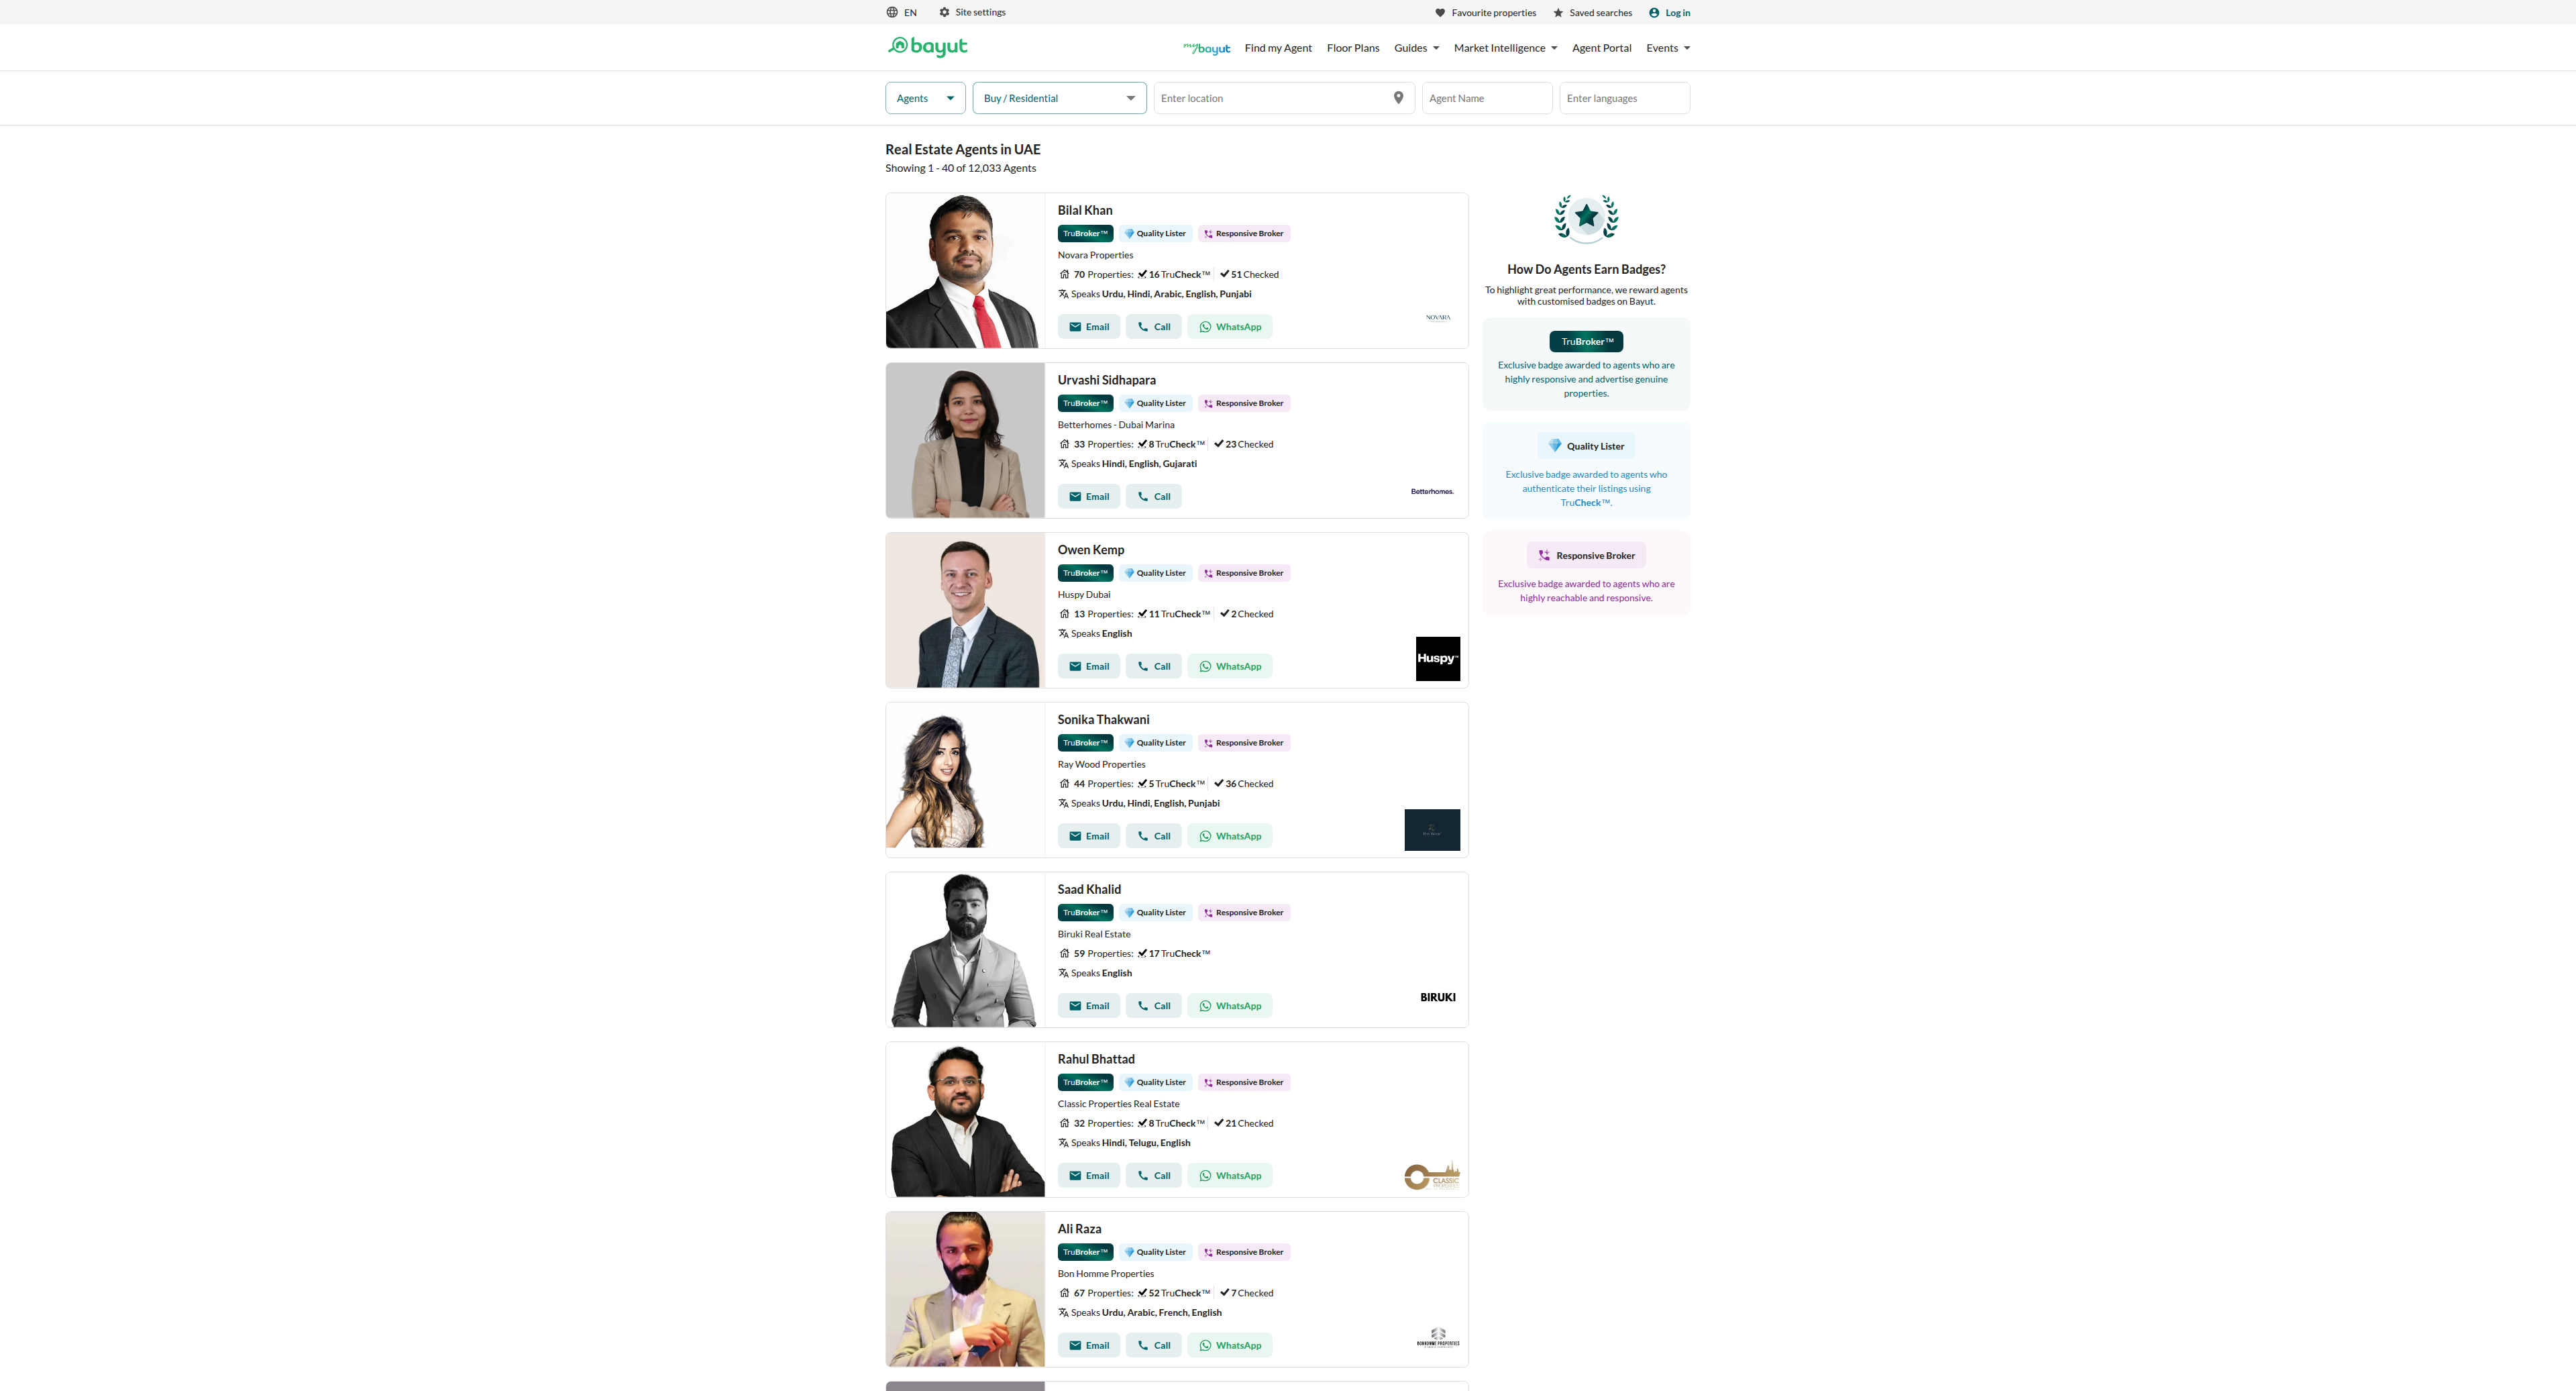 EN
Site settings
Favourite properties
Saved searches
Log in
bayut
mybayut
Find my Agent
Floor Plans
Guides
Market Intelligence
Agent Portal
Events
Agents
Buy / Residential
Enter location
Agent Name
Enter languages
Real Estate Agents in UAE
Showing 1 - 40 of 12,033 Agents
Bilal Khan
TruBroker™ Quality Lister Responsive Broker
Novara Properties
70 Properties: 16 TruCheck™ 51 Checked
Speaks Urdu, Hindi, Arabic, English, Punjabi
Email Call WhatsApp
NOVARA
Urvashi Sidhapara
TruBroker™ Quality Lister Responsive Broker
Betterhomes - Dubai Marina
33 Properties: 8 TruCheck™ 23 Checked
Speaks Hindi, English, Gujarati
Email Call
Betterhomes.
Owen Kemp
TruBroker™ Quality Lister Responsive Broker
Huspy Dubai
13 Properties: 11 TruCheck™ 2 Checked
Speaks English
Email Call WhatsApp
Huspy™
Sonika Thakwani
TruBroker™ Quality Lister Responsive Broker
Ray Wood Properties
44 Properties: 5 TruCheck™ 36 Checked
Speaks Urdu, Hindi, English, Punjabi
Email Call WhatsApp
Saad Khalid
TruBroker™ Quality Lister Responsive Broker
Biruki Real Estate
59 Properties: 17 TruCheck™
Speaks English
Email Call WhatsApp
BIRUKI
Rahul Bhattad
TruBroker™ Quality Lister Responsive Broker
Classic Properties Real Estate
32 Properties: 8 TruCheck™ 21 Checked
Speaks Hindi, Telugu, English
Email Call WhatsApp
CLASSIC
Ali Raza
TruBroker™ Quality Lister Responsive Broker
Bon Homme Properties
67 Properties: 52 TruCheck™ 7 Checked
Speaks Urdu, Arabic, French, English
Email Call WhatsApp
BONHOMME PROPERTIES
How Do Agents Earn Badges?
To highlight great performance, we reward agents
with customised badges on Bayut.
TruBroker™
Exclusive badge awarded to agents who are
highly responsive and advertise genuine
properties.
Quality Lister
Exclusive badge awarded to agents who
authenticate their listings using
TruCheck™.
Responsive Broker
Exclusive badge awarded to agents who are
highly reachable and responsive.